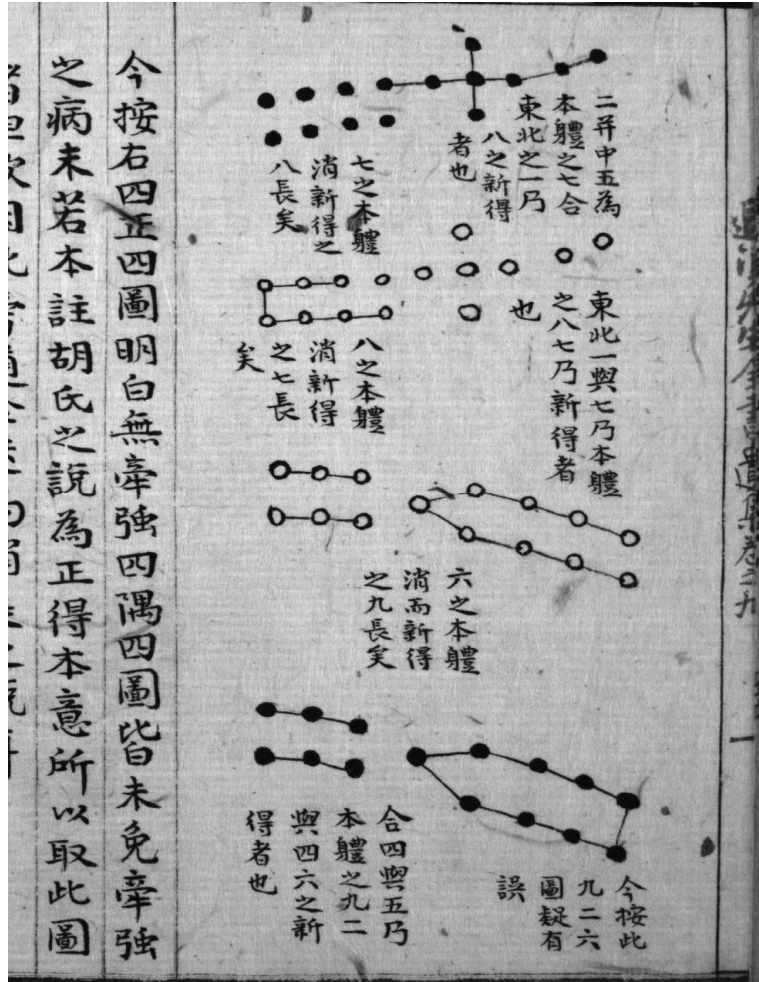 二并中五為
本體之七合
東北之一乃
八之新得
者也
七之本體
消新得之
八長矣
東北一與七乃本體
之八七乃新得者
也
八之本體
消新得
之七長
矣
六之本體
消而新得
之九長矣
今按此
九二六
圖疑有
誤
合四與五乃
本體之九二
與四六之新
得者也
今按右四正四圖明白無牽強四隅四圖皆未免牽強
之病未若本註胡氏之說為正得本意所以取此圖